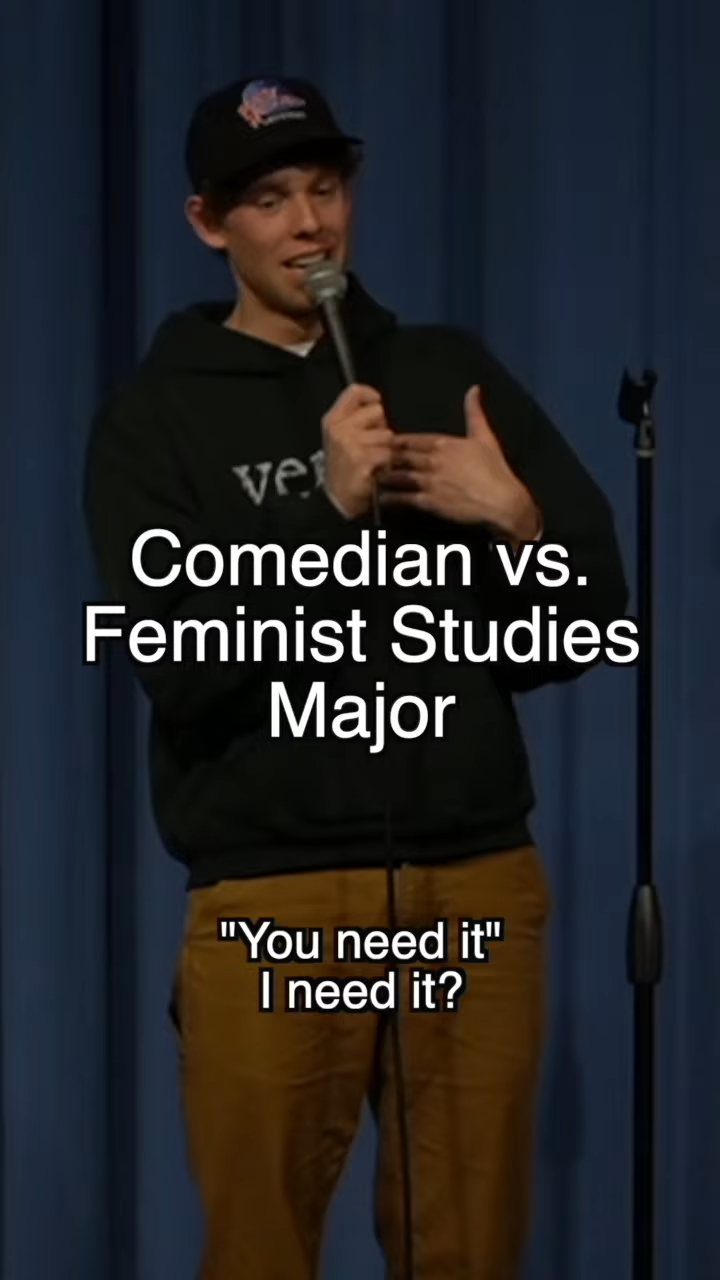 Comedian vs.
Feminist Studies
Major
"You need it"
I need it?